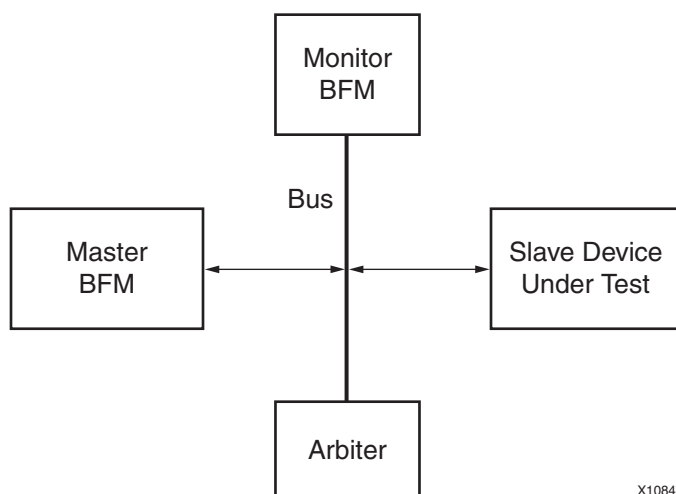 Monitor
BFM
Bus
Master
BFM
Slave Device
Under Test
Arbiter
X1084